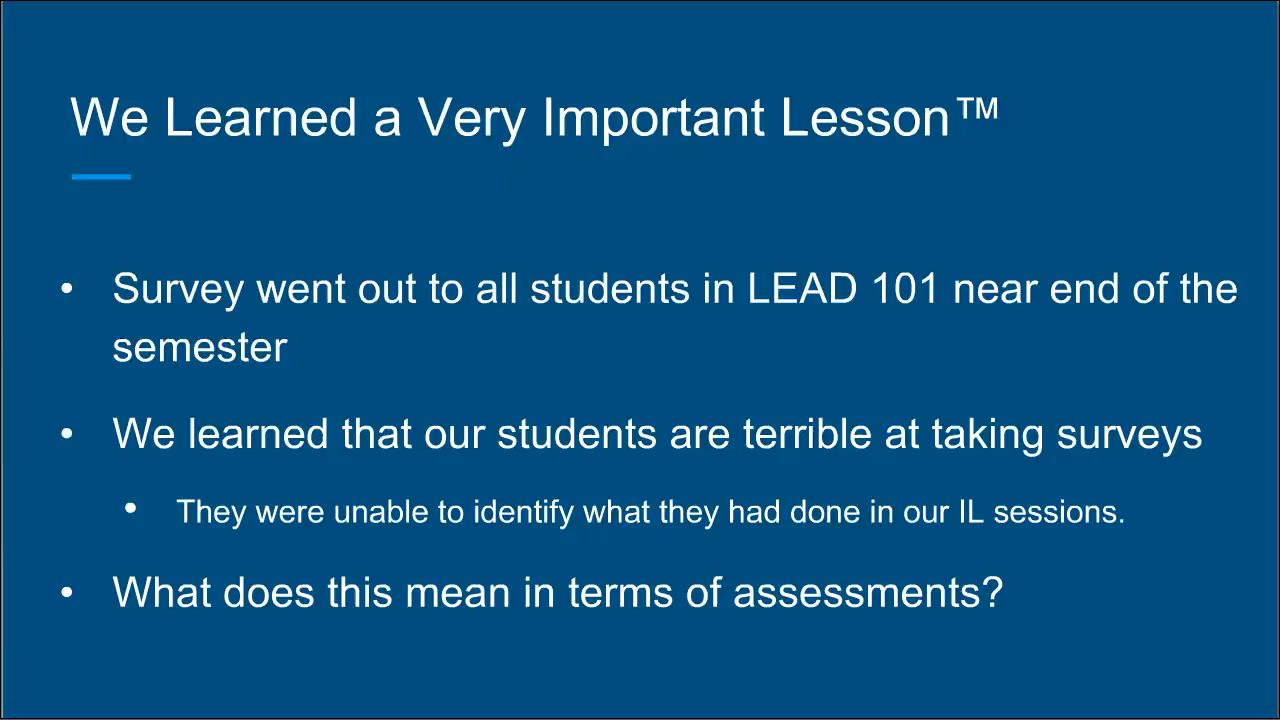 We Learned a Very Important Lesson™
• Survey went out to all students in LEAD 101 near end of the
semester
• We learned that our students are terrible at taking surveys
• They were unable to identify what they had done in our IL sessions.
• What does this mean in terms of assessments?